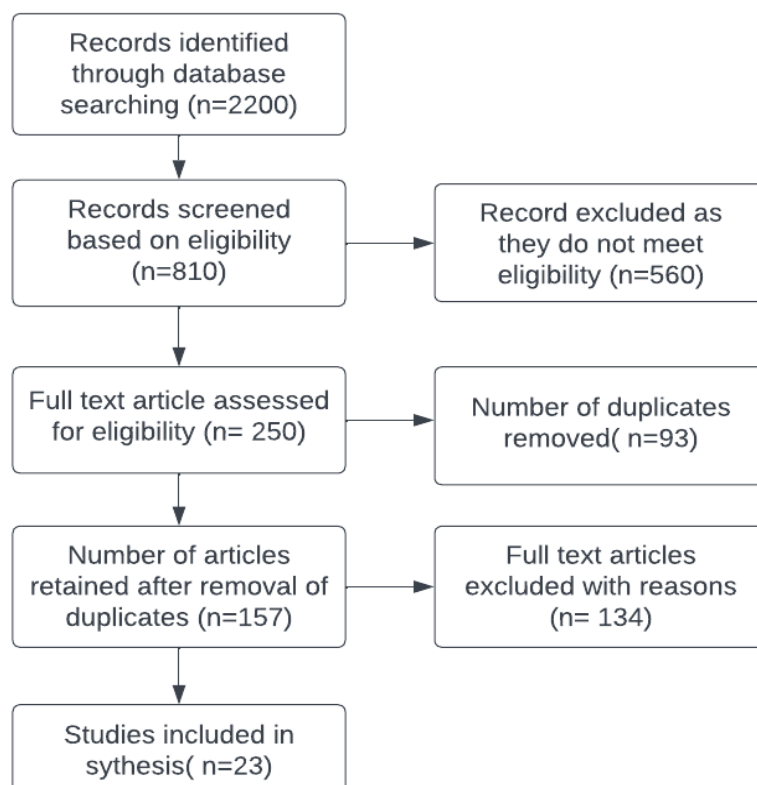 Records identified
through database
searching (n=2200)
Records screened
based on eligibility
(n=810)
Record excluded as
they do not meet
eligibility (n=560)
Full text article assessed
for eligibility (n= 250)
Number of duplicates
removed( n=93)
Number of articles
retained after removal of
duplicates (n=157)
Full text articles
excluded with reasons
(n= 134)
Studies included in
sythesis( n=23)